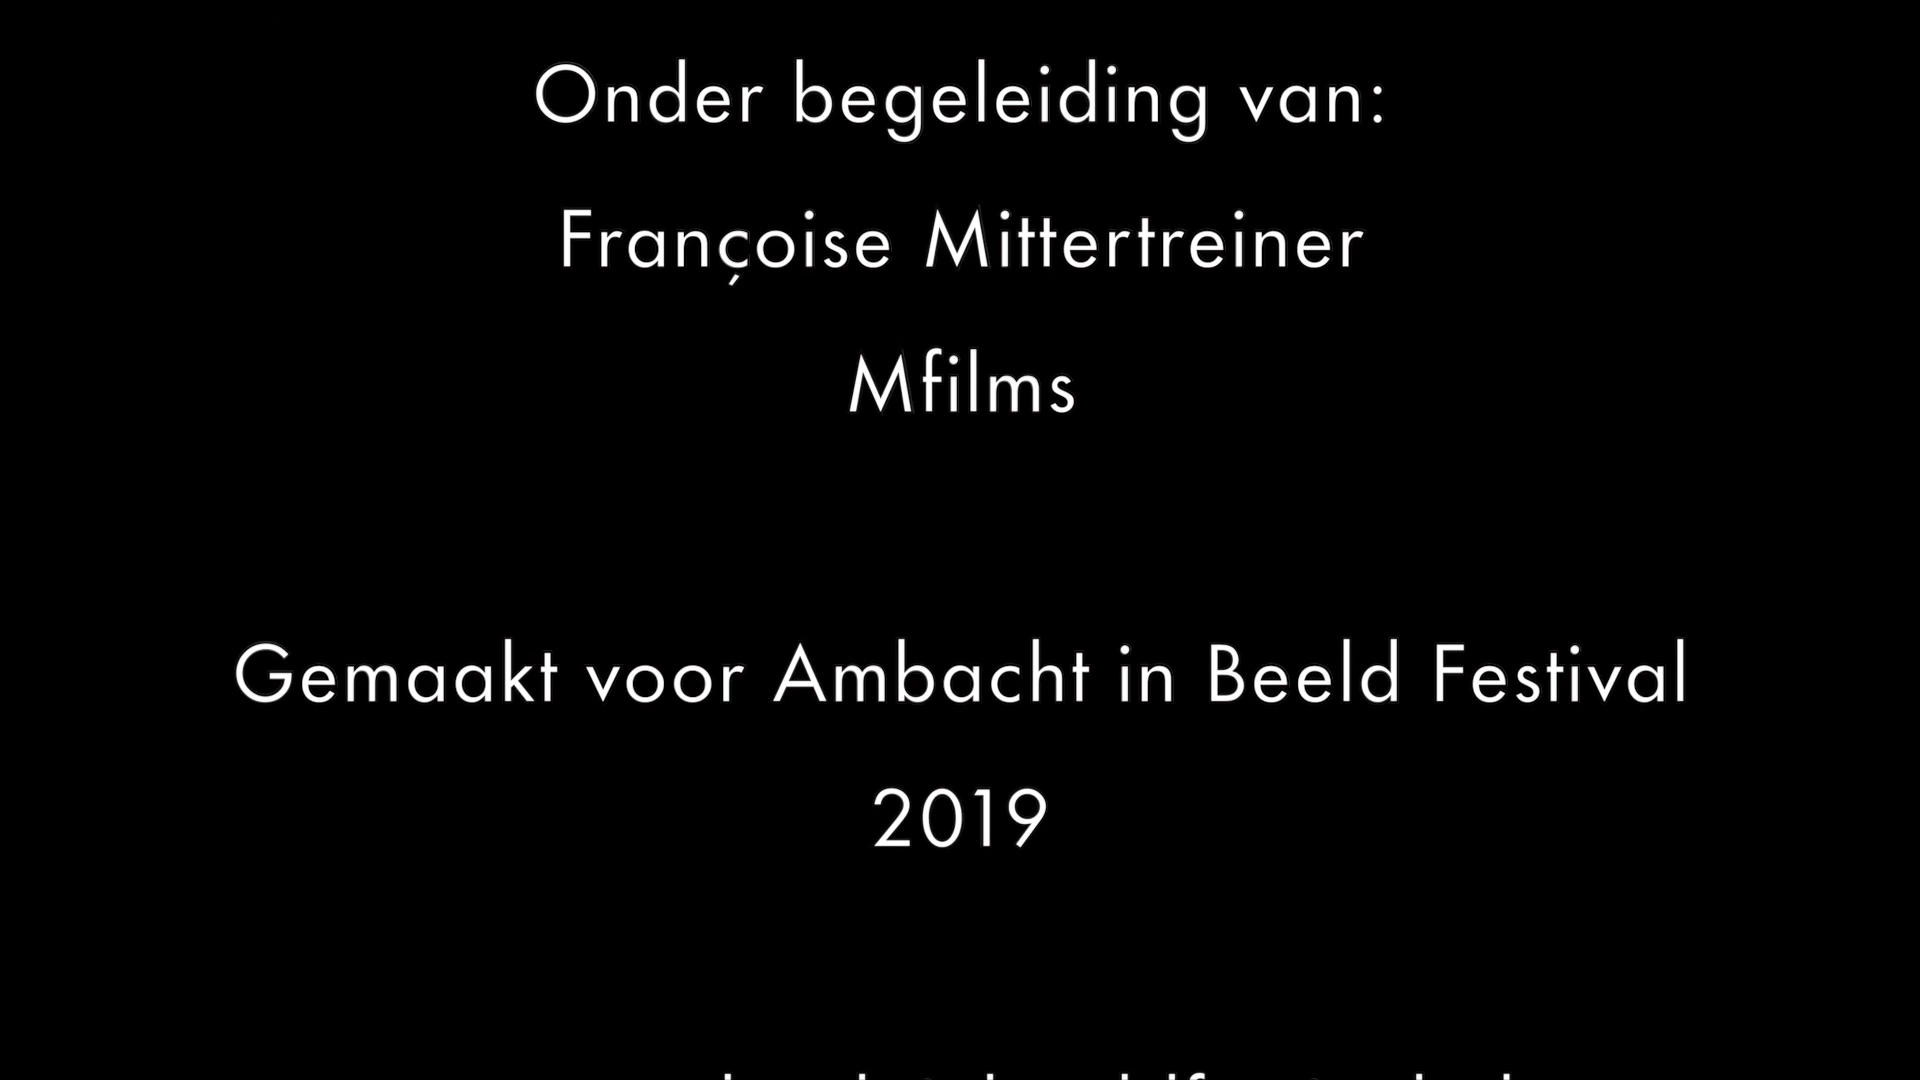 Onder begeleiding van:
Françoise Mittertreiner
Mfilms
Gemaakt voor Ambacht in Beeld Festival
2019